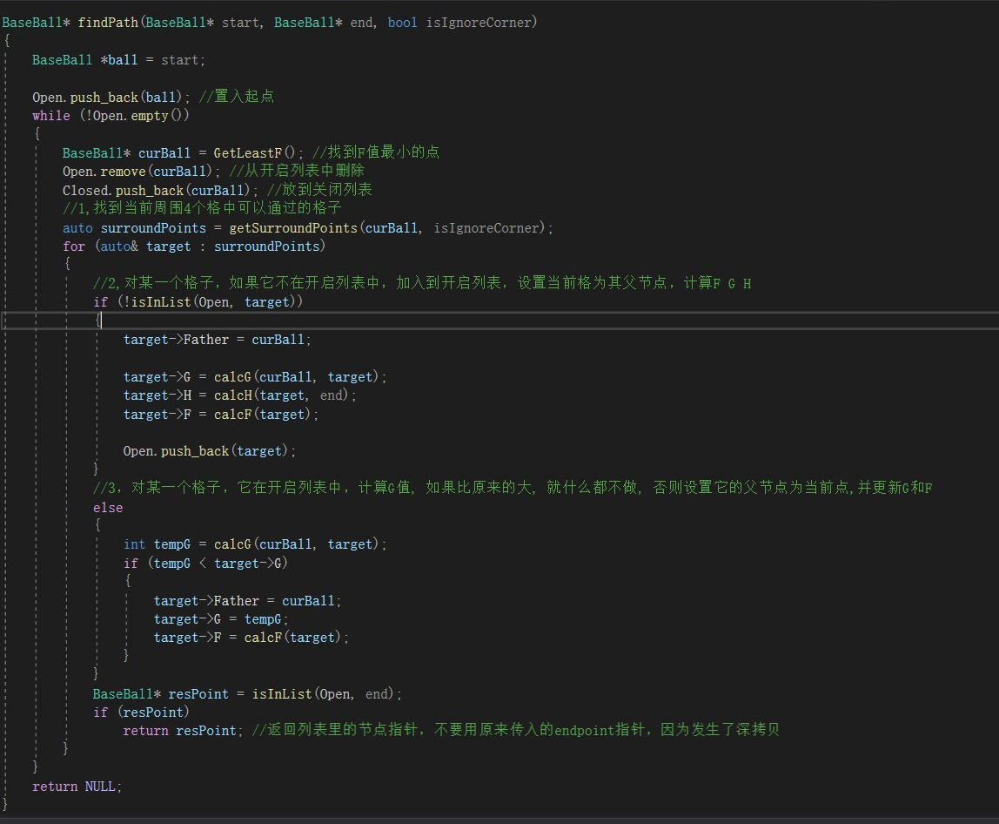 BaseBall* findPath(BaseBall* start, BaseBall* end, bool isIgnoreCorner)
{
BaseBall *ball = start;
Open.push_back(ball); //置入起点
while (!Open.empty())
{
BaseBall* curBall = GetLeastF(); //找到F值最小的点
Open.remove(curBall); //从开启列表中删除
Closed.push_back(curBall); //放到关闭列表
//1,找到当前周围4个格中可以通过的格子
auto surroundPoints = getSurroundPoints(curBall, isIgnoreCorner);
for (auto& target : surroundPoints)
{
//2,对某一个格子，如果它不在开启列表中，加入到开启列表，设置当前格为其父节点，计算F G H
if (!isInList(Open, target))
{
target->Father = curBall;
target->G = calcG(curBall, target);
target->H = calcH(target, end);
target->F = calcF(target);
Open.push_back(target);
}
//3，对某一个格子，它在开启列表中，计算G值, 如果比原来的大, 就什么都不做, 否则设置它的父节点为当前点,并更新G和F
else
{
int tempG = calcG(curBall, target);
if (tempG < target->G)
{
target->Father = curBall;
target->G = tempG;
target->F = calcF(target);
}
}
BaseBall* resPoint = isInList(Open, end);
if (resPoint)
return resPoint; //返回列表里的节点指针，不要用原来传入的endpoint指针，因为发生了深拷贝
}
}
return NULL;
}